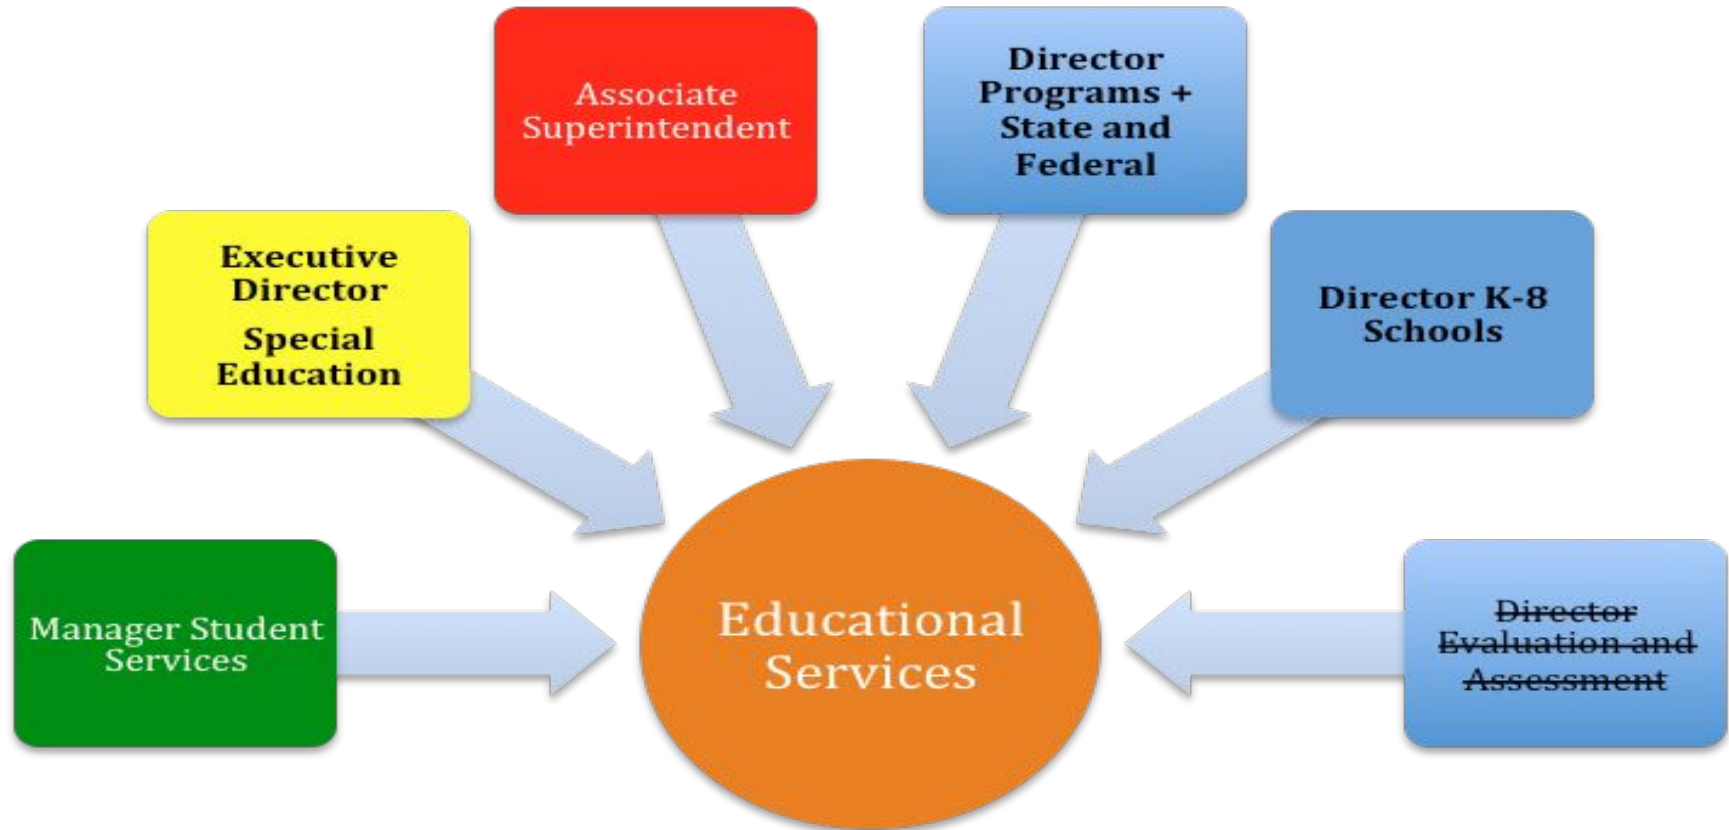 Associate
Superintendent
Director
Programs +
State and
Federal
Executive
Director
Special
Education
Director K-8
Schools
Manager Student
Services
Educational
Services
Director
Evaluation and
Assessment